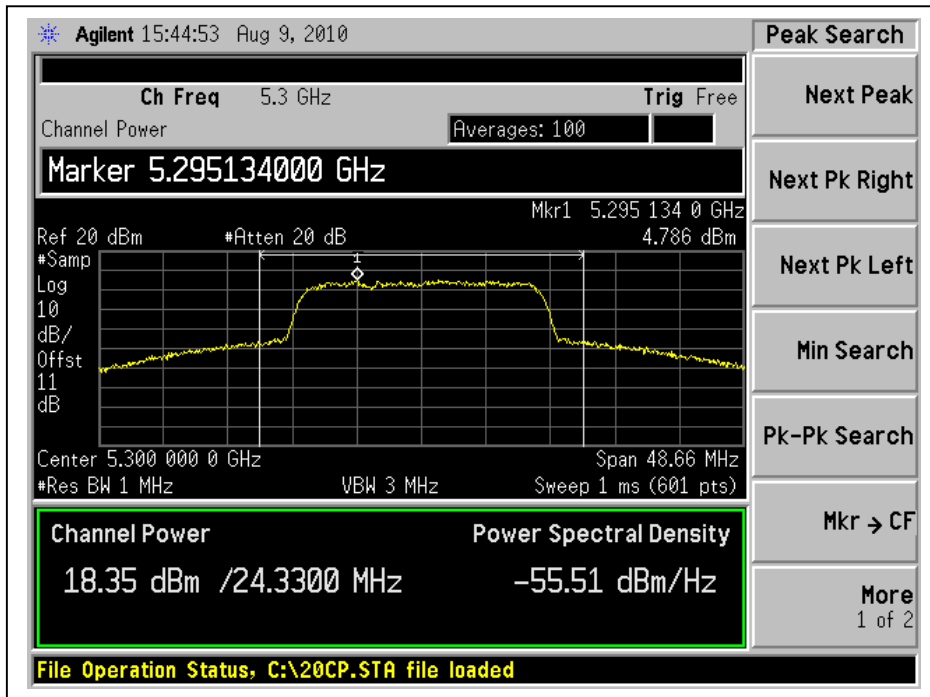 Agilent 15:44:53 Aug 9, 2010
Peak Search
Ch Freq 5.3 GHz Trig Free
Channel Power Averages: 100
Marker 5.295134000 GHz
Mkr1 5.295 134 0 GHz
Ref 20 dBm #Atten 20 dB 4.786 dBm
#Samp
Log
10
dB/
Offst
11
dB
1
Center 5.300 000 0 GHz Span 48.66 MHz
#Res BW 1 MHz VBW 3 MHz Sweep 1 ms (601 pts)
Channel Power Power Spectral Density
18.35 dBm /24.3300 MHz -55.51 dBm/Hz
File Operation Status, C:\20CP.STA file loaded
Next Peak
Next Pk Right
Next Pk Left
Min Search
Pk-Pk Search
Mkr → CF
More
1 of 2